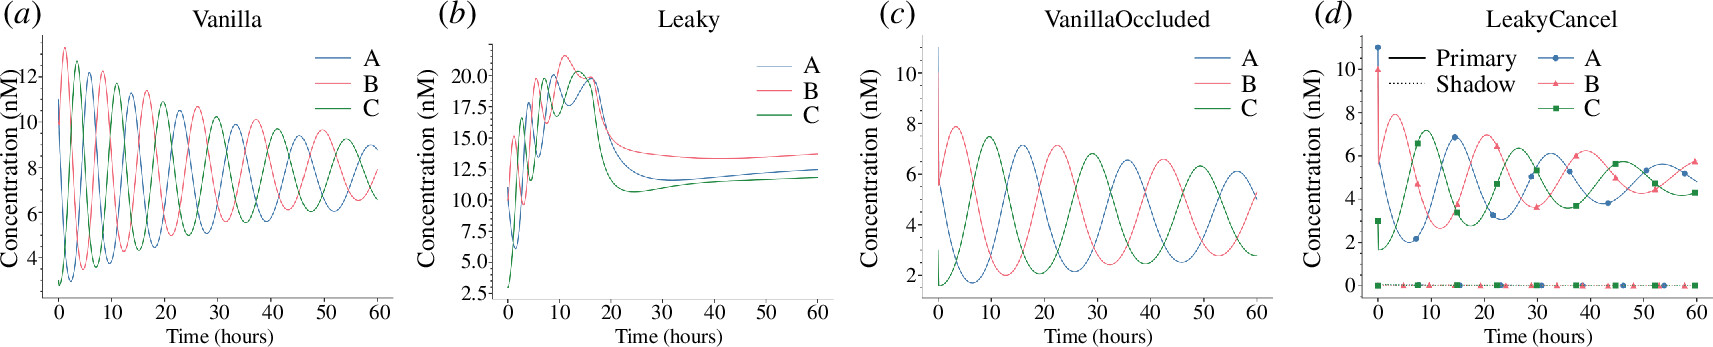 (a) Vanilla
A
B
C
Concentration (nM)
12
10
8
6
4
0 10 20 30 40 50 60
Time (hours)
(b) Leaky
A
B
C
Concentration (nM)
20.0
17.5
15.0
12.5
10.0
7.5
5.0
2.5
0 10 20 30 40 50 60
Time (hours)
(c) VanillaOccluded
A
B
C
Concentration (nM)
10
8
6
4
2
0 10 20 30 40 50 60
Time (hours)
(d) LeakyCancel
Primary A
Shadow B
C
Concentration (nM)
10
8
6
4
2
0
0 10 20 30 40 50 60
Time (hours)